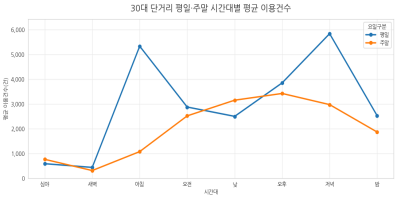 30대 단거리 평일·주말 시간대별 평균 이용건수
요일구분
평일
주말
평균 이용건수(건)
6,000
5,000
4,000
3,000
2,000
1,000
0
심야
새벽
아침
오전
낮
오후
저녁
밤
시간대